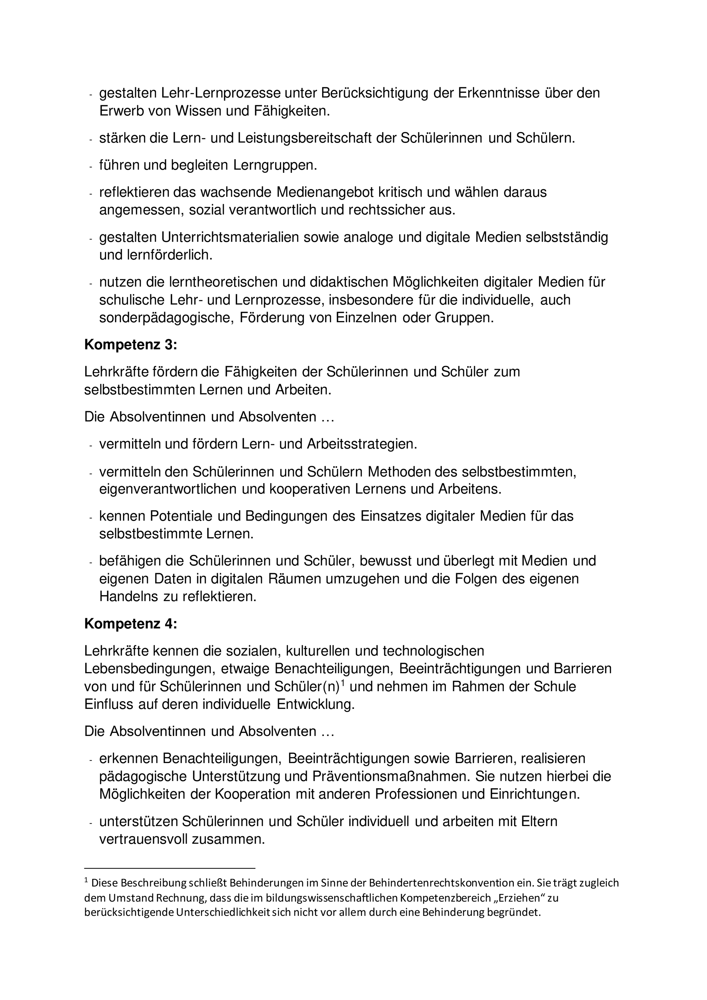 - gestalten Lehr-Lernprozesse unter Berücksichtigung der Erkenntnisse über den
Erwerb von Wissen und Fähigkeiten.
- stärken die Lern- und Leistungsbereitschaft der Schülerinnen und Schülern.
- führen und begleiten Lerngruppen.
- reflektieren das wachsende Medienangebot kritisch und wählen daraus
angemessen, sozial verantwortlich und rechtssicher aus.
- gestalten Unterrichtsmaterialien sowie analoge und digitale Medien selbstständig
und lernförderlich.
- nutzen die lerntheoretischen und didaktischen Möglichkeiten digitaler Medien für
schulische Lehr- und Lernprozesse, insbesondere für die individuelle, auch
sonderpädagogische, Förderung von Einzelnen oder Gruppen.
Kompetenz 3:
Lehrkräfte fördern die Fähigkeiten der Schülerinnen und Schüler zum
selbstbestimmten Lernen und Arbeiten.
Die Absolventinnen und Absolventen …
- vermitteln und fördern Lern- und Arbeitsstrategien.
- vermitteln den Schülerinnen und Schülern Methoden des selbstbestimmten,
eigenverantwortlichen und kooperativen Lernens und Arbeitens.
- kennen Potentiale und Bedingungen des Einsatzes digitaler Medien für das
selbstbestimmte Lernen.
- befähigen die Schülerinnen und Schüler, bewusst und überlegt mit Medien und
eigenen Daten in digitalen Räumen umzugehen und die Folgen des eigenen
Handelns zu reflektieren.
Kompetenz 4:
Lehrkräfte kennen die sozialen, kulturellen und technologischen
Lebensbedingungen, etwaige Benachteiligungen, Beeinträchtigungen und Barrieren
von und für Schülerinnen und Schüler(n)¹ und nehmen im Rahmen der Schule
Einfluss auf deren individuelle Entwicklung.
Die Absolventinnen und Absolventen …
- erkennen Benachteiligungen, Beeinträchtigungen sowie Barrieren, realisieren
pädagogische Unterstützung und Präventionsmaßnahmen. Sie nutzen hierbei die
Möglichkeiten der Kooperation mit anderen Professionen und Einrichtungen.
- unterstützen Schülerinnen und Schüler individuell und arbeiten mit Eltern
vertrauensvoll zusammen.
¹ Diese Beschreibung schließt Behinderungen im Sinne der Behindertenrechtskonvention ein. Sie trägt zugleich
dem Umstand Rechnung, dass die im bildungswissenschaftlichen Kompetenzbereich „Erziehen“ zu
berücksichtigende Unterschiedlichkeit sich nicht vor allem durch eine Behinderung begründet.